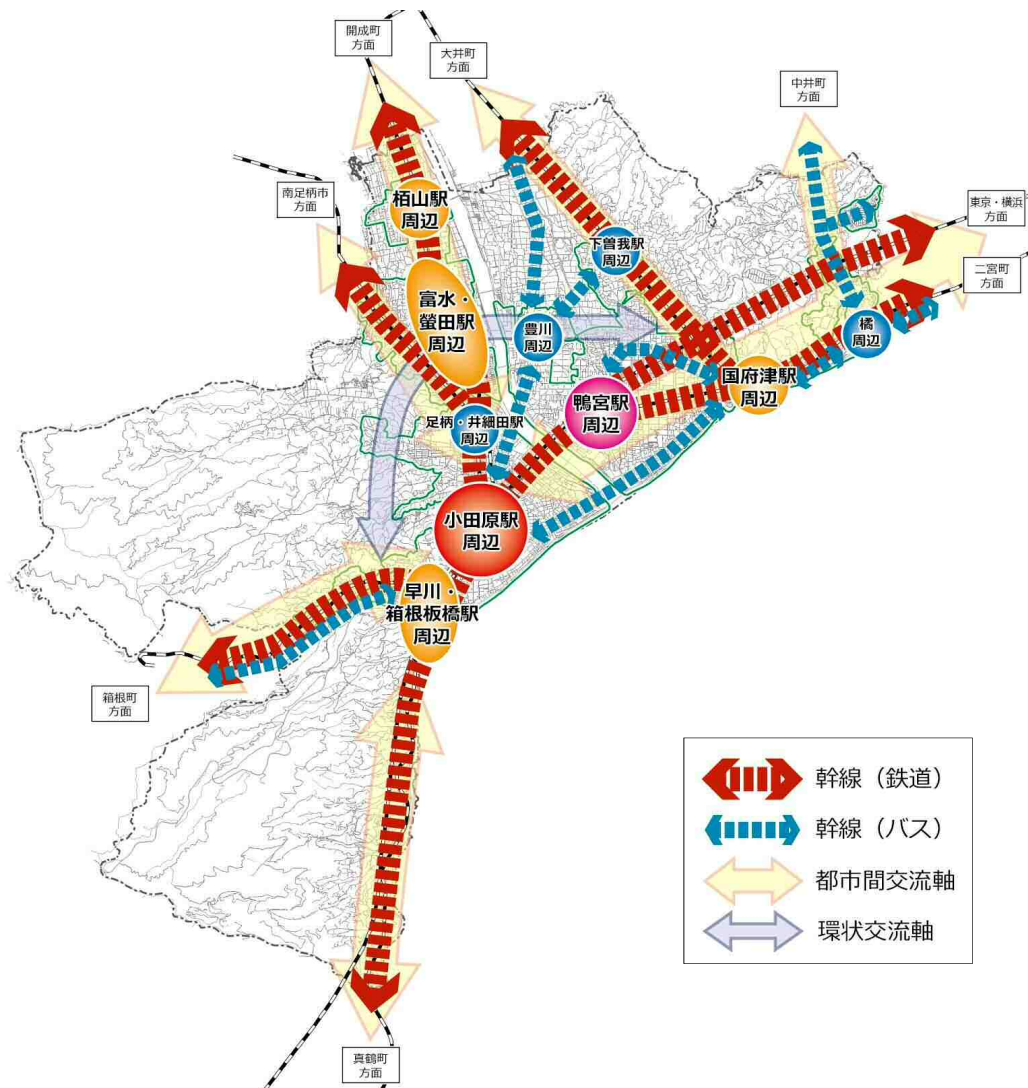 開成町
方面
大井町
方面
中井町
方面
南足柄市
方面
栢山駅
周辺
東京・横浜
方面
下曽我駅
周辺
二宮町
方面
富水・
螢田駅
周辺
豊川
周辺
橘
周辺
国府津駅
周辺
鴨宮駅
周辺
足柄・井細田駅
周辺
小田原駅
周辺
早川・
箱根板橋駅
周辺
箱根町
方面
真鶴町
方面
幹線（鉄道）
幹線（バス）
都市間交流軸
環状交流軸